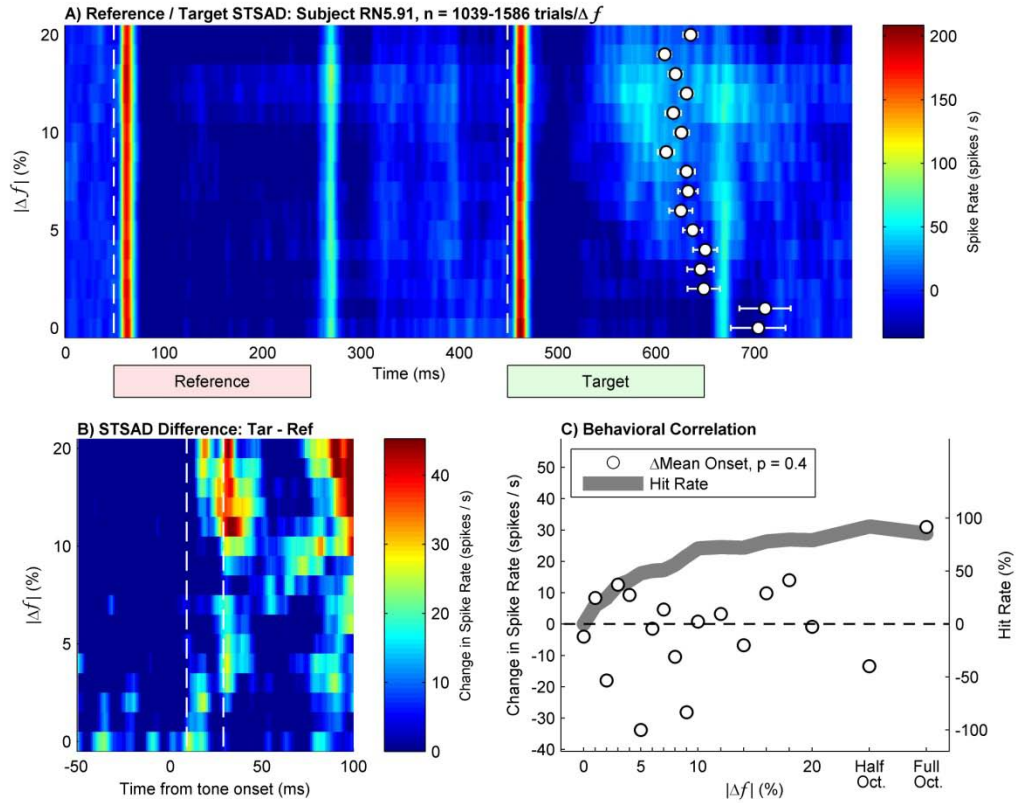 A) Reference / Target STSAD: Subject RN5.91, n = 1039-1586 trials/Δf
20
10
5
0
|Δf| (%)
0 100 200 300 400 500 600 700
Time (ms)
Reference
Target
200
150
100
50
0
Spike Rate (spikes / s)
B) STSAD Difference: Tar - Ref
20
10
5
0
|Δf| (%)
-50 0 50 100
Time from tone onset (ms)
40
30
20
10
0
Change in Spike Rate (spikes / s)
C) Behavioral Correlation
ΔMean Onset, p = 0.4
Hit Rate
50
40
30
20
10
0
-10
-20
-30
-40
Change in Spike Rate (spikes / s)
100
50
0
-50
-100
Hit Rate (%)
0 5 10 20 Half Oct. Full Oct.
|Δf| (%)